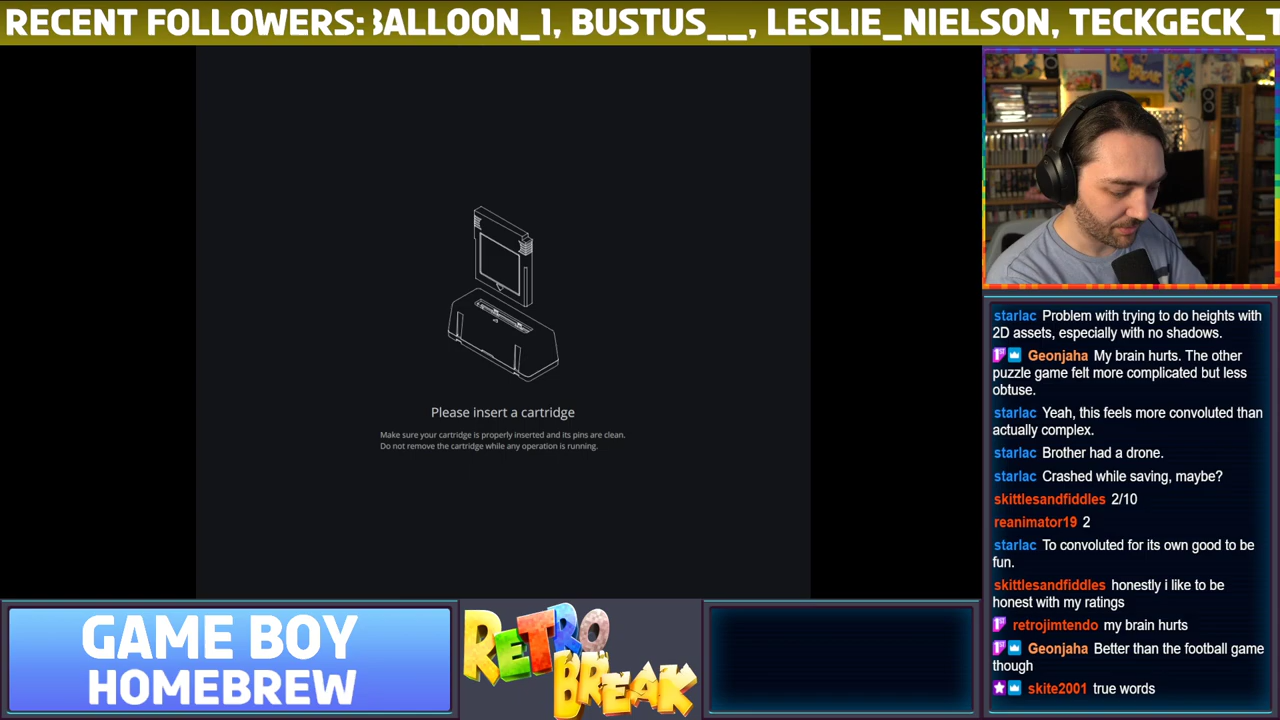 RECENT FOLLOWERS: BALLOON_1, BUSTUS__, LESLIE_NIELSON, TECKGECK_T
Please insert a cartridge
Make sure your cartridge is properly inserted and its pins are clean.
Do not remove the cartridge while any operation is running.
starlac Problem with trying to do heights with
2D assets, especially with no shadows.
Geonjaha My brain hurts. The other
puzzle game felt more complicated but less
obtuse.
starlac Yeah, this feels more convoluted than
actually complex.
starlac Brother had a drone.
starlac Crashed while saving, maybe?
skittlesandfiddles 2/10
reanimator19 2
starlac To convoluted for its own good to be
fun.
skittlesandfiddles honestly i like to be
honest with my ratings
retrojimtendo my brain hurts
Geonjaha Better than the football game
though
skite2001 true words
GAME BOY
HOMEBREW
RETRO
BREAK